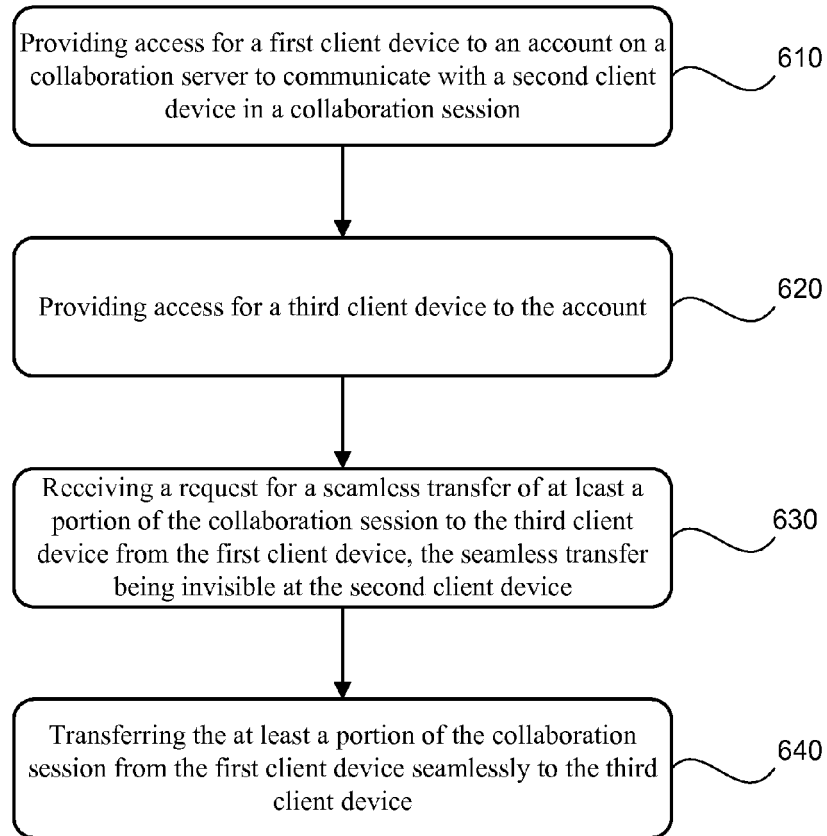 Providing access for a first client device to an account on a
collaboration server to communicate with a second client
device in a collaboration session
610
Providing access for a third client device to the account
620
Receiving a request for a seamless transfer of at least a
portion of the collaboration session to the third client
device from the first client device, the seamless transfer
being invisible at the second client device
630
Transferring the at least a portion of the collaboration
session from the first client device seamlessly to the third
client device
640